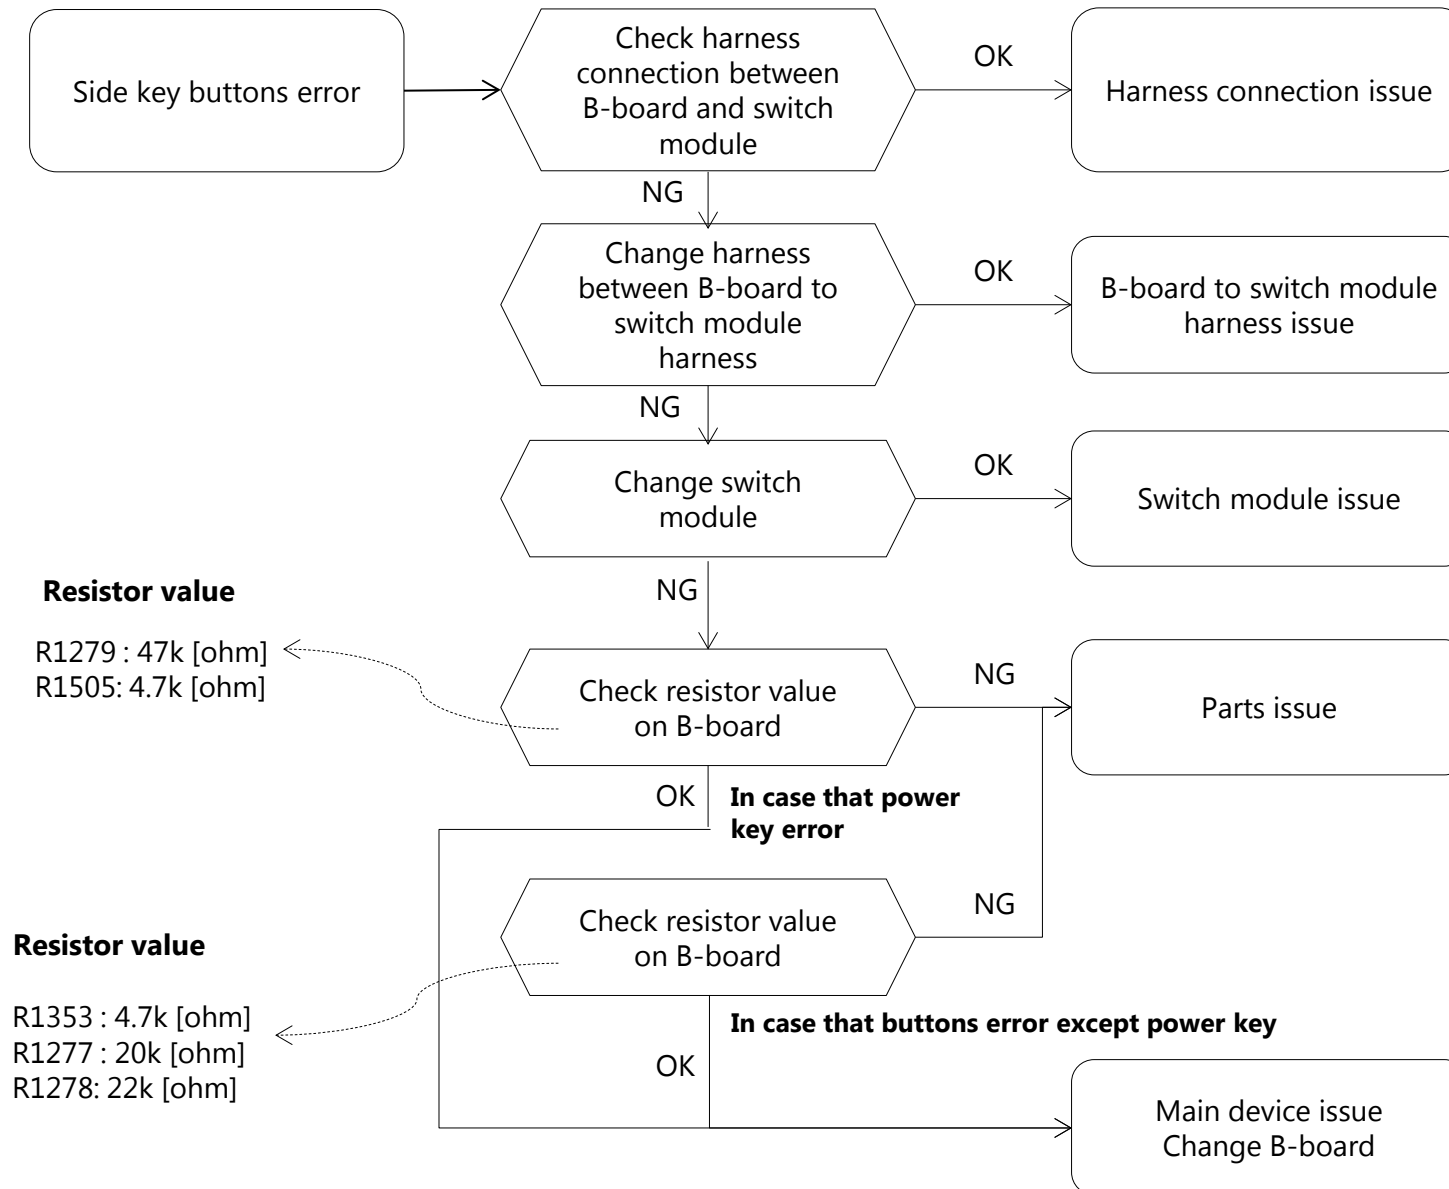 Side key buttons error
Check harness
connection between
B-board and switch
module
OK
Harness connection issue
NG
Change harness
between B-board to
switch module
harness
OK
B-board to switch module
harness issue
NG
Change switch
module
OK
Switch module issue
NG
Resistor value
R1279 : 47k [ohm]
R1505: 4.7k [ohm]
Check resistor value
on B-board
NG
Parts issue
OK
In case that power
key error
Check resistor value
on B-board
NG
Resistor value
R1353 : 4.7k [ohm]
R1277 : 20k [ohm]
R1278: 22k [ohm]
In case that buttons error except power key
OK
Main device issue
Change B-board